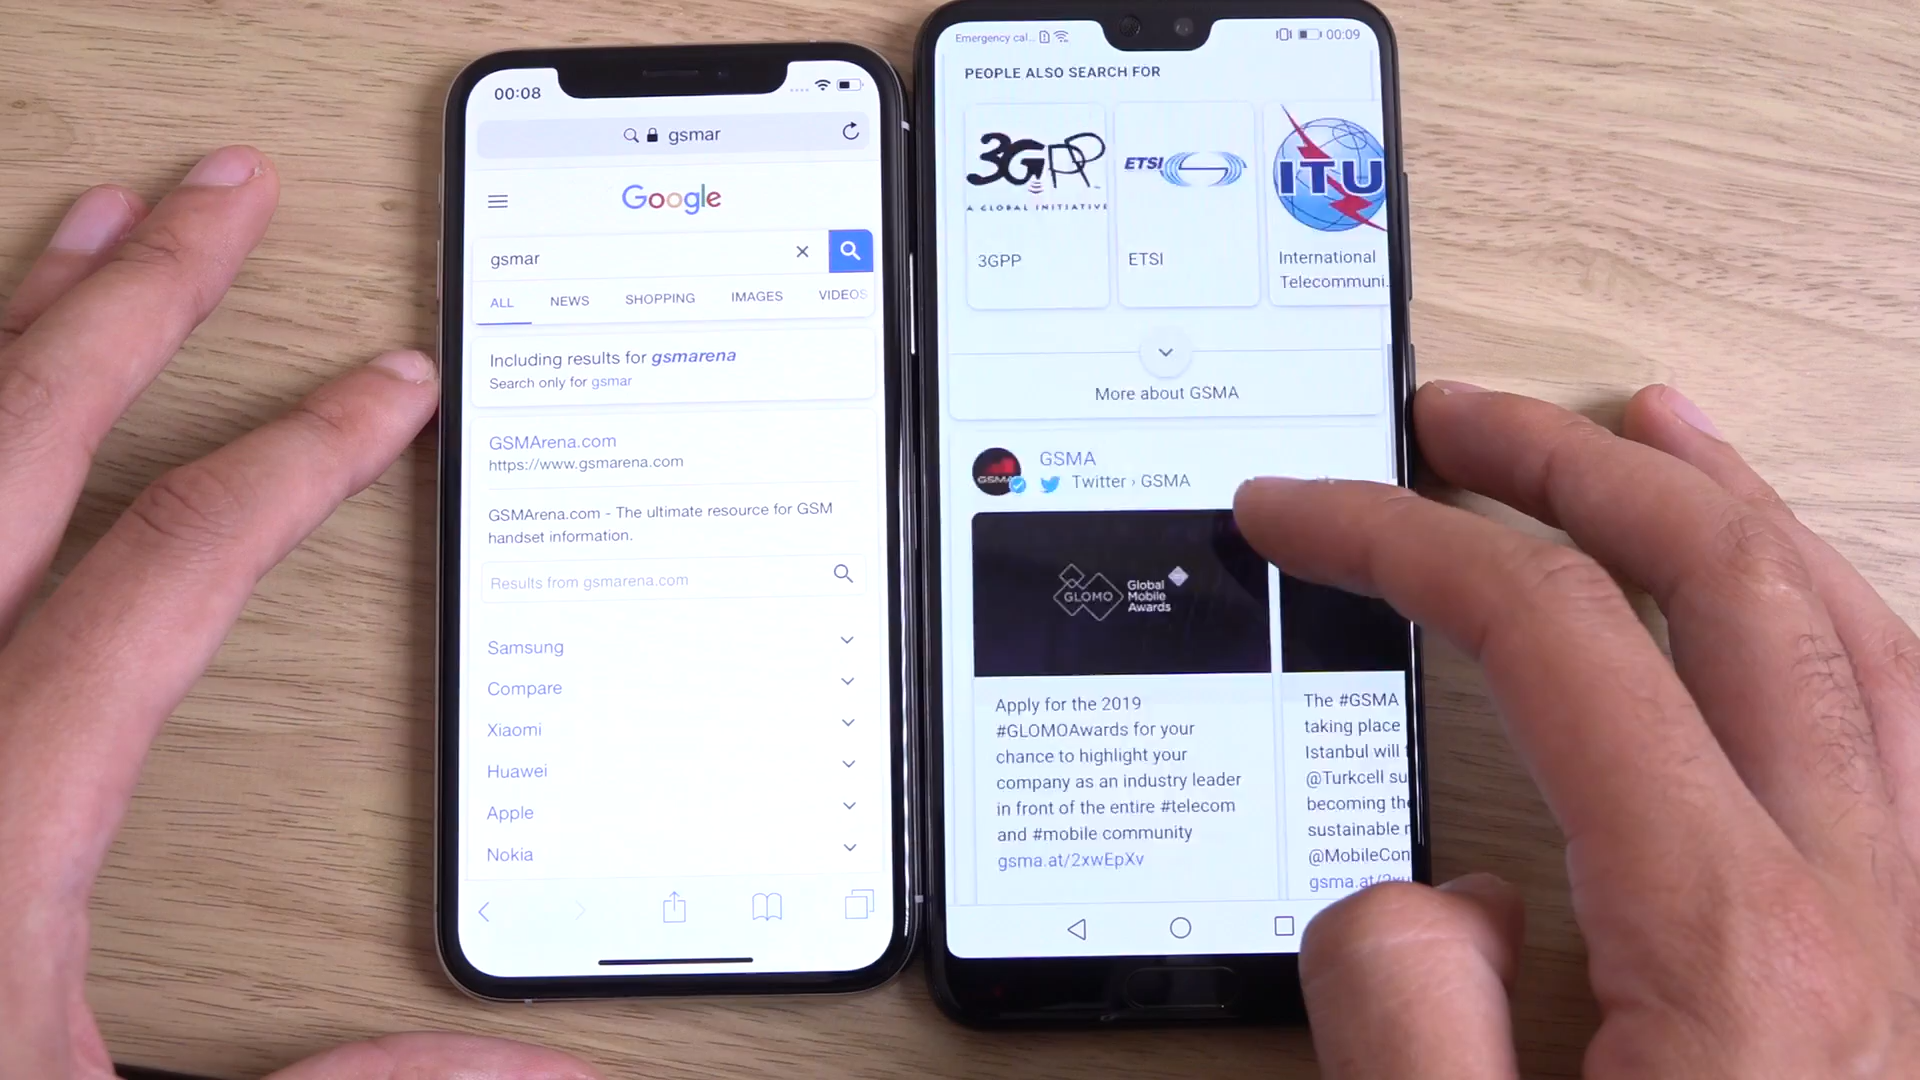 00:08
gsmar
Google
gsmar
ALL NEWS SHOPPING IMAGES VIDEOS
Including results for gsmarena
Search only for gsmar
GSMArena.com
https://www.gsmarena.com
GSMArena.com - The ultimate resource for GSM
handset information.
Results from gsmarena.com
Samsung
Compare
Xiaomi
Huawei
Apple
Nokia
Emergency cal... 00:09
PEOPLE ALSO SEARCH FOR
3GPP
A GLOBAL INITIATIVE
3GPP
ETSI
ETSI
ITU
International
Telecommuni...
More about GSMA
GSMA
GSMA
Twitter › GSMA
GLOMO
Global
Mobile
Awards
Apply for the 2019
#GLOMOAwards for your
chance to highlight your
company as an industry leader
in front of the entire #telecom
and #mobile community
gsma.at/2xwEpXv
The #GSMA
taking place
Istanbul will
@Turkcell su
becoming the
sustainable
@MobileCon
gsma.at/2xu